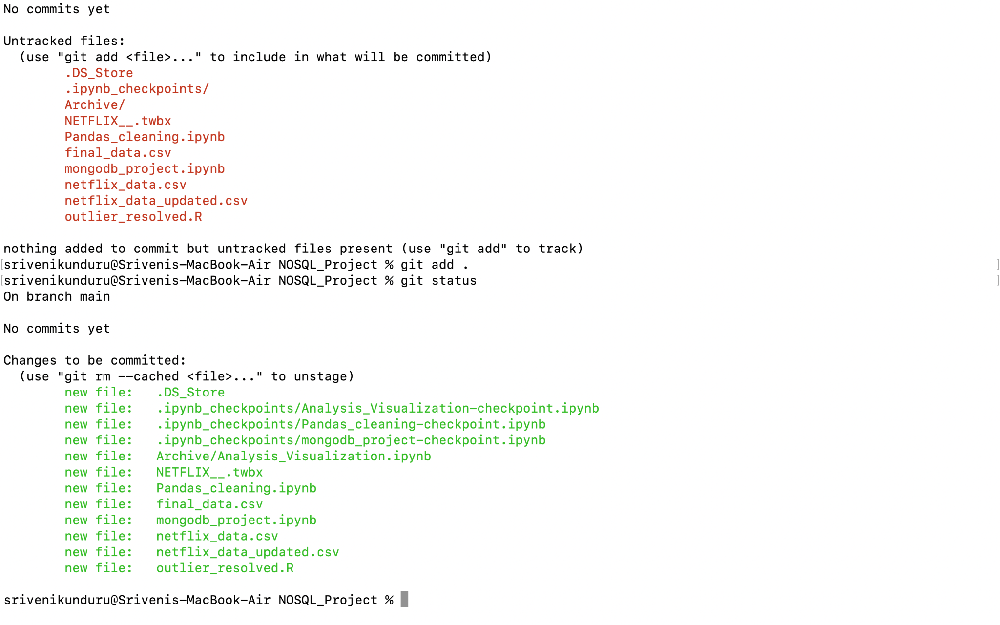 No commits yet
Untracked files:
  (use "git add <file>..." to include in what will be committed)
        .DS_Store
        .ipynb_checkpoints/
        Archive/
        NETFLIX__.twbx
        Pandas_cleaning.ipynb
        final_data.csv
        mongodb_project.ipynb
        netflix_data.csv
        netflix_data_updated.csv
        outlier_resolved.R
nothing added to commit but untracked files present (use "git add" to track)
[srivenikunduru@Srivenis-MacBook-Air NOSQL_Project % git add . ]
[srivenikunduru@Srivenis-MacBook-Air NOSQL_Project % git status ]
On branch main
No commits yet
Changes to be committed:
  (use "git rm --cached <file>..." to unstage)
        new file:   .DS_Store
        new file:   .ipynb_checkpoints/Analysis_Visualization-checkpoint.ipynb
        new file:   .ipynb_checkpoints/Pandas_cleaning-checkpoint.ipynb
        new file:   .ipynb_checkpoints/mongodb_project-checkpoint.ipynb
        new file:   Archive/Analysis_Visualization.ipynb
        new file:   NETFLIX__.twbx
        new file:   Pandas_cleaning.ipynb
        new file:   final_data.csv
        new file:   mongodb_project.ipynb
        new file:   netflix_data.csv
        new file:   netflix_data_updated.csv
        new file:   outlier_resolved.R
srivenikunduru@Srivenis-MacBook-Air NOSQL_Project %